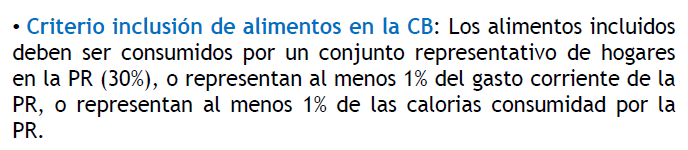 • Criterio inclusión de alimentos en la CB: Los alimentos incluidos
deben ser consumidos por un conjunto representativo de hogares
en la PR (30%), o representan al menos 1% del gasto corriente de la
PR, o representan al menos 1% de las calorias consumidad por la
PR.